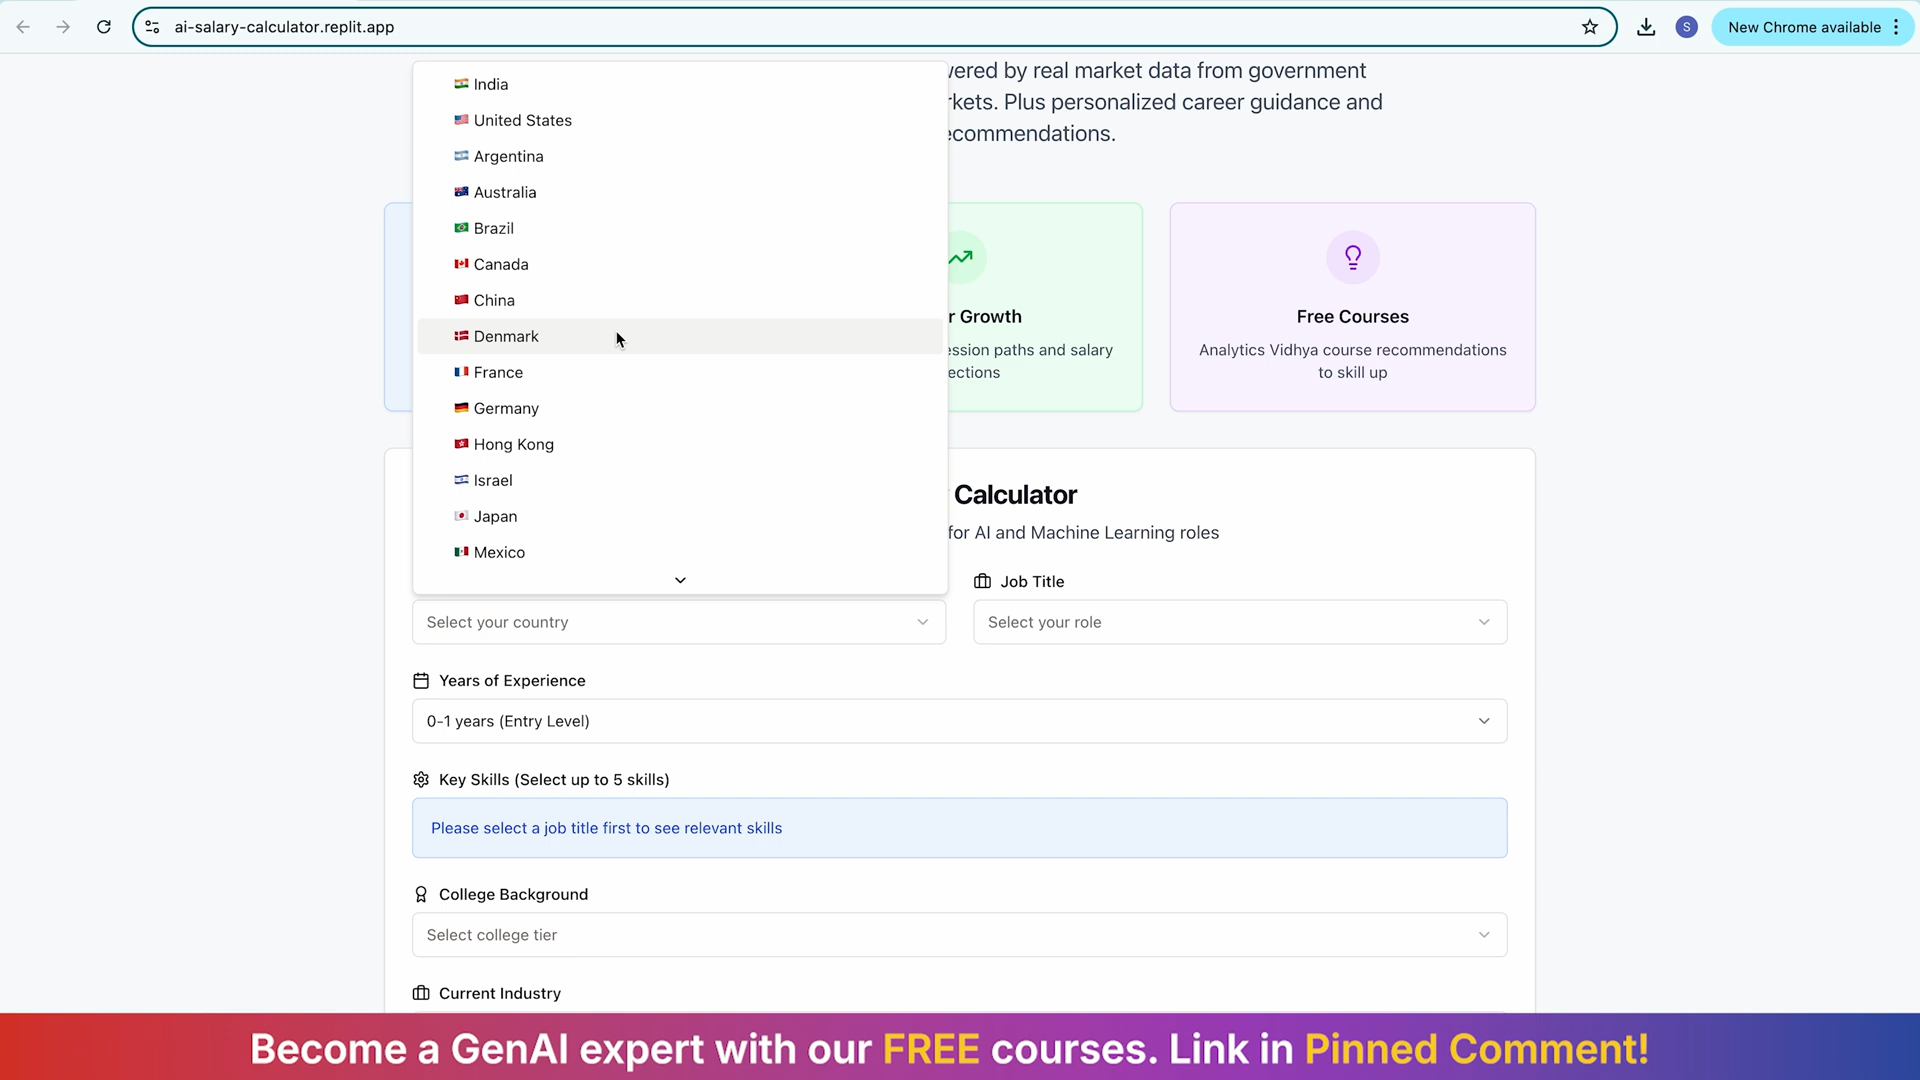 ai-salary-calculator.replit.app
S
New Chrome available
India
United States
Argentina
Australia
Brazil
Canada
China
Denmark
France
Germany
Hong Kong
Israel
Japan
Mexico
wered by real market data from government
rkets. Plus personalized career guidance and
ecommendations.
r Growth
ession paths and salary
ections
Free Courses
Analytics Vidhya course recommendations
to skill up
Calculator
for AI and Machine Learning roles
Job Title
Select your country
Select your role
Years of Experience
0-1 years (Entry Level)
Key Skills (Select up to 5 skills)
Please select a job title first to see relevant skills
College Background
Select college tier
Current Industry
Become a GenAI expert with our FREE courses. Link in Pinned Comment!